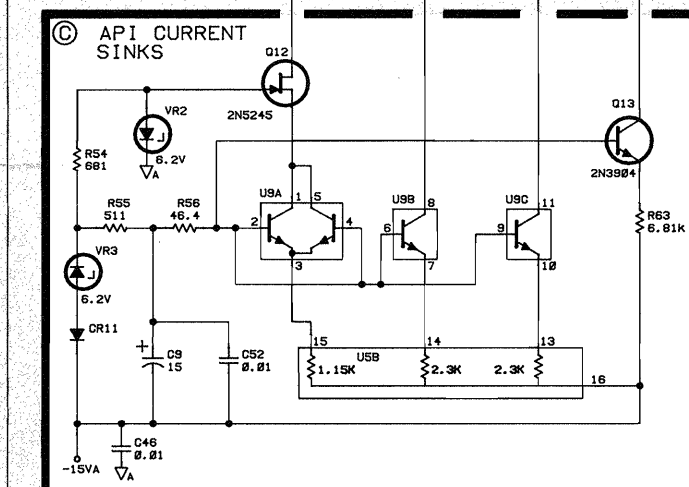 © API CURRENT
SINKS
Q12
2N5245
VR2
6.2V
A
R54
681
Q13
2N3904
R55
511
R56
46.4
U9A
1 5
2 4
3
U9B
8
6
7
U9C
11
9
10
R63
6.81K
VR3
6.2V
CR11
+
C9
15
C52
0.01
15 14 13
U5B
1.15K 2.3K 2.3K
16
C46
0.01
-15VA
A